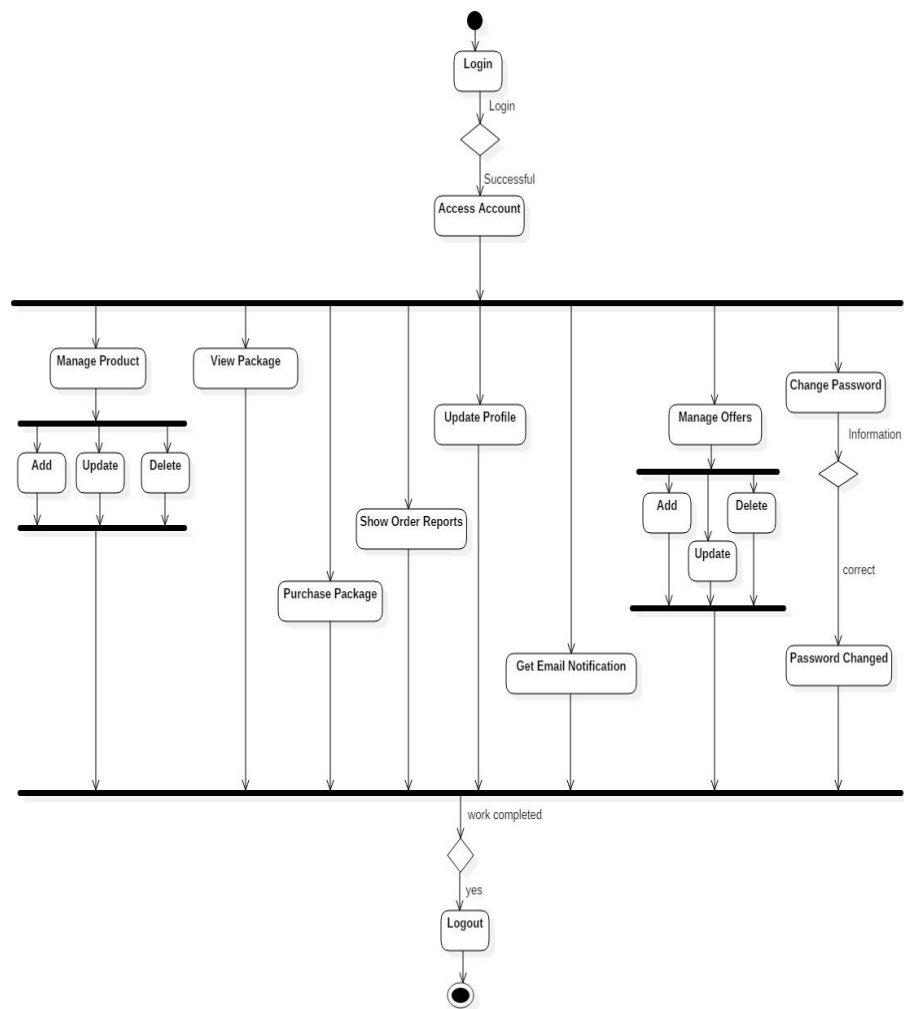 Login
Login
Successful
Access Account
Manage Product
View Package
Change Password
Update Profile
Manage Offers
Information
Add
Update
Delete
Show Order Reports
Add
Delete
Update
correct
Purchase Package
Get Email Notification
Password Changed
work completed
yes
Logout